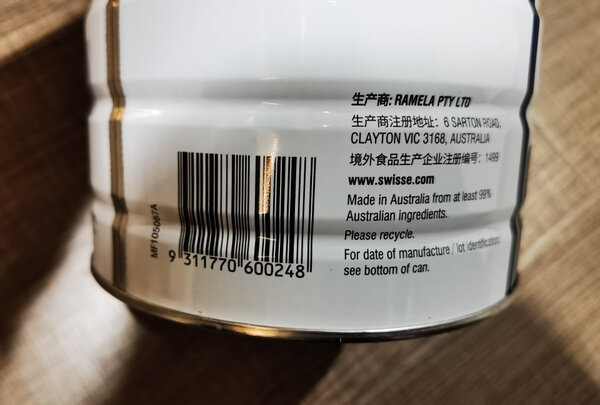 生产商: RAMELA PTY LTD
生产商注册地址: 6 SARTON ROAD,
CLAYTON VIC 3168, AUSTRALIA
境外食品生产企业注册编号: 1499
www.swisse.com
Made in Australia from at least 99%
Australian ingredients.
Please recycle.
For date of manufacture / lot identification,
see bottom of can.
MF105087A
9 311770 600248